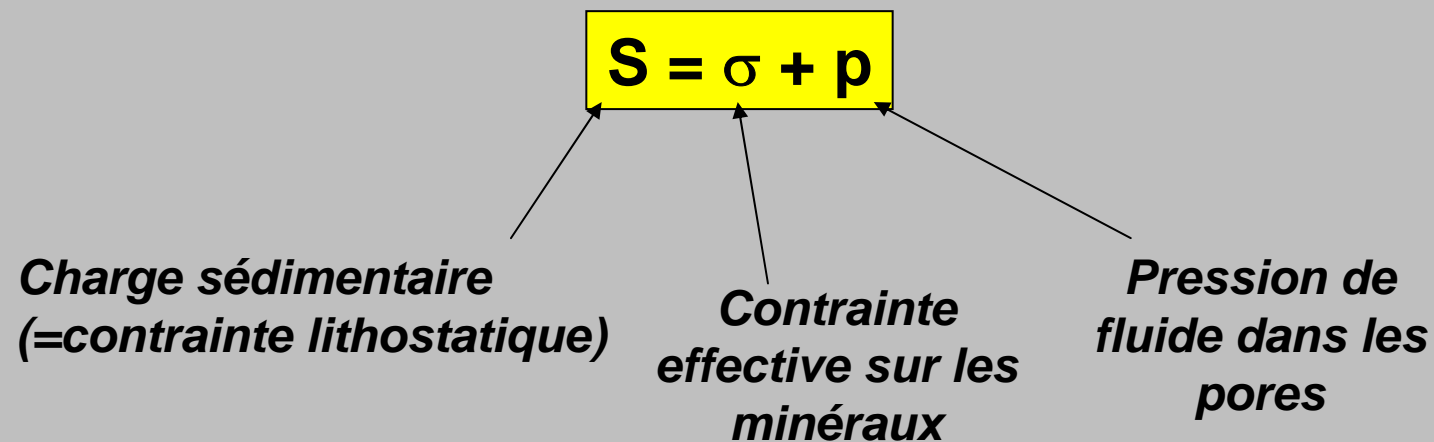 S = σ + p
Charge sédimentaire
(=contrainte lithostatique)
Contrainte
effective sur les
minéraux
Pression de
fluide dans les
pores